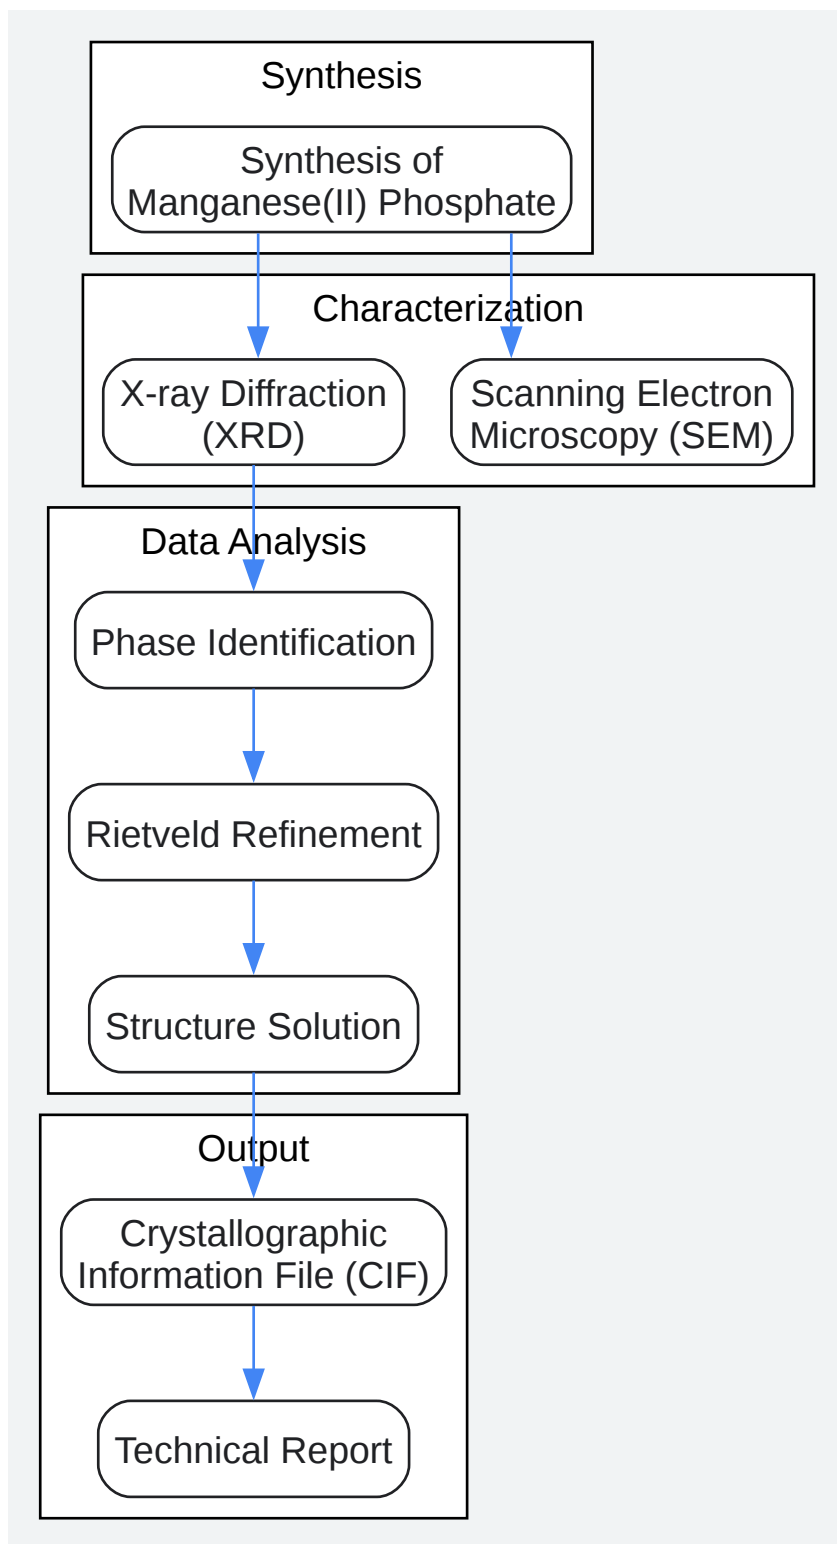 Synthesis
Synthesis of
Manganese(II) Phosphate
Characterization
X-ray Diffraction
(XRD)
Scanning Electron
Microscopy (SEM)
Data Analysis
Phase Identification
Rietveld Refinement
Structure Solution
Output
Crystallographic
Information File (CIF)
Technical Report